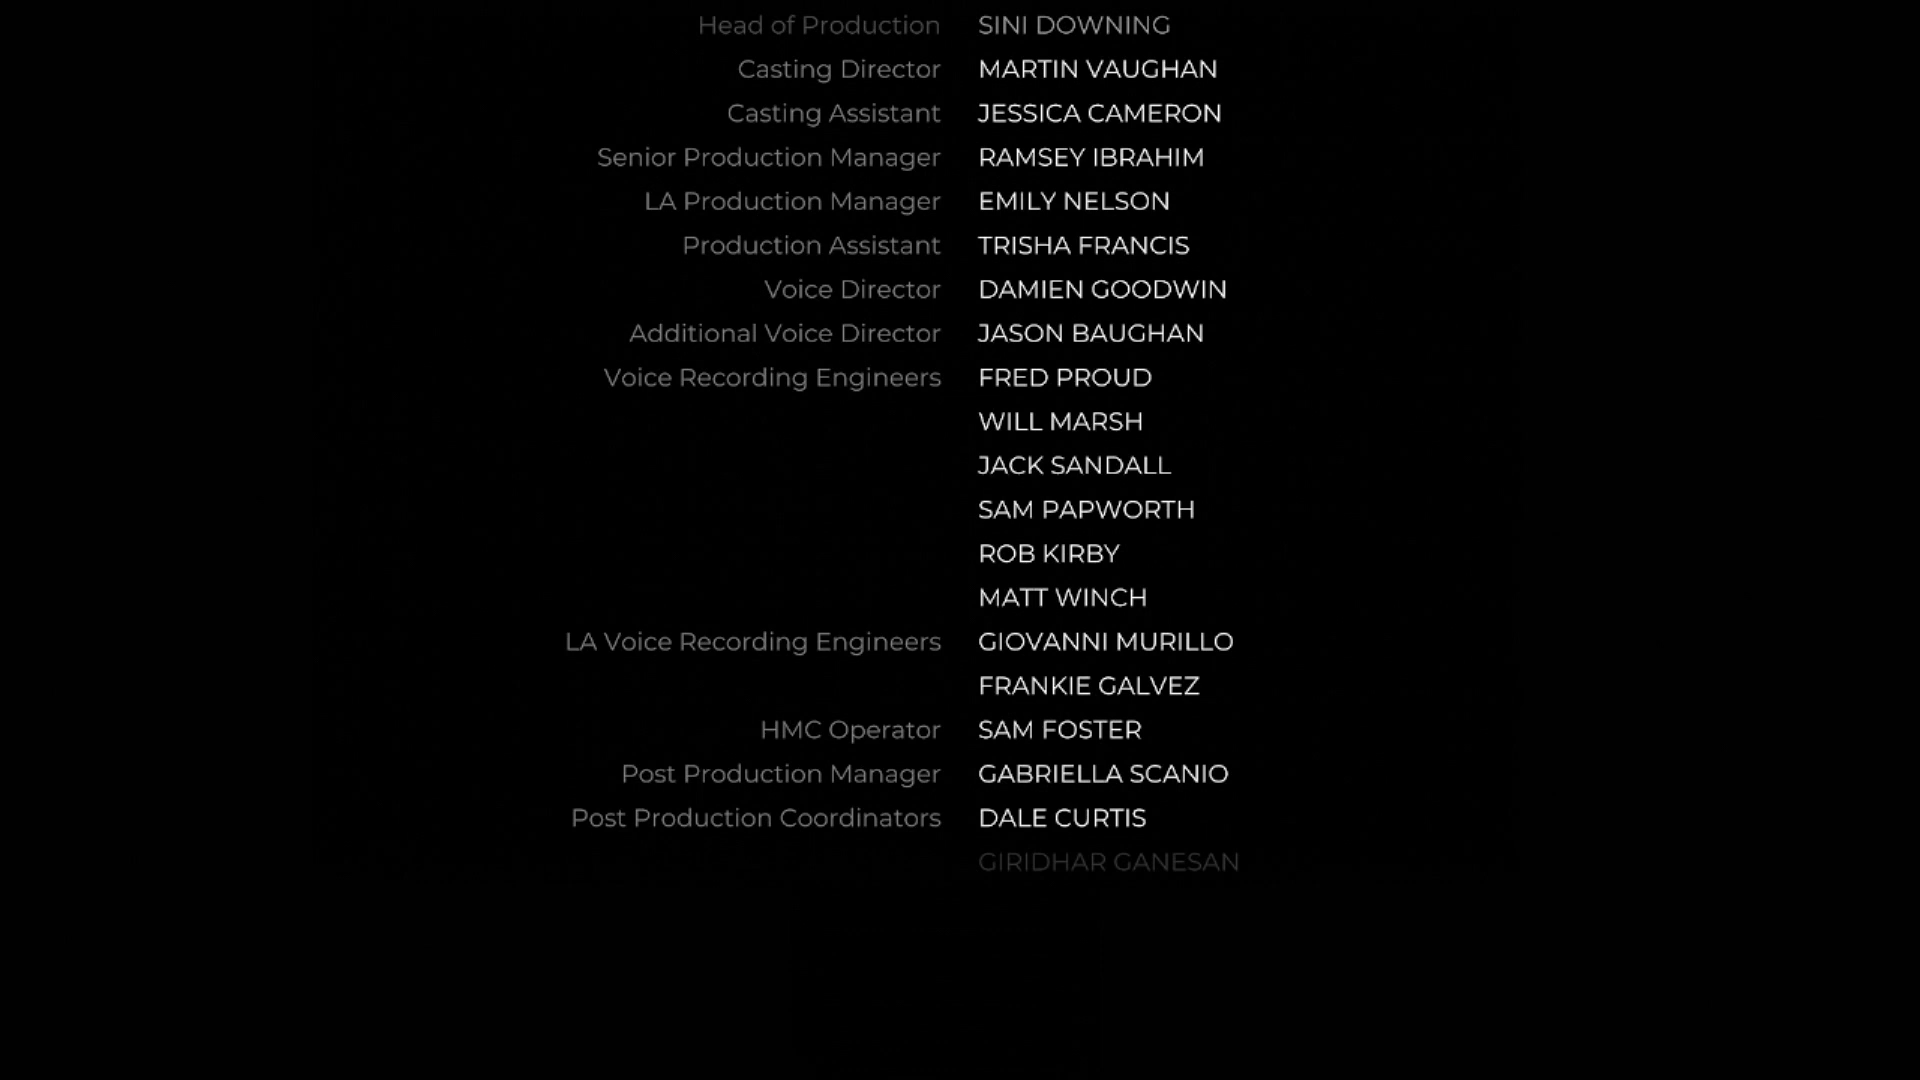 Head of Production SINI DOWNING
Casting Director MARTIN VAUGHAN
Casting Assistant JESSICA CAMERON
Senior Production Manager RAMSEY IBRAHIM
LA Production Manager EMILY NELSON
Production Assistant TRISHA FRANCIS
Voice Director DAMIEN GOODWIN
Additional Voice Director JASON BAUGHAN
Voice Recording Engineers FRED PROUD
WILL MARSH
JACK SANDALL
SAM PAPWORTH
ROB KIRBY
MATT WINCH
LA Voice Recording Engineers GIOVANNI MURILLO
FRANKIE GALVEZ
HMC Operator SAM FOSTER
Post Production Manager GABRIELLA SCANIO
Post Production Coordinators DALE CURTIS
GIRIDHAR GANESAN